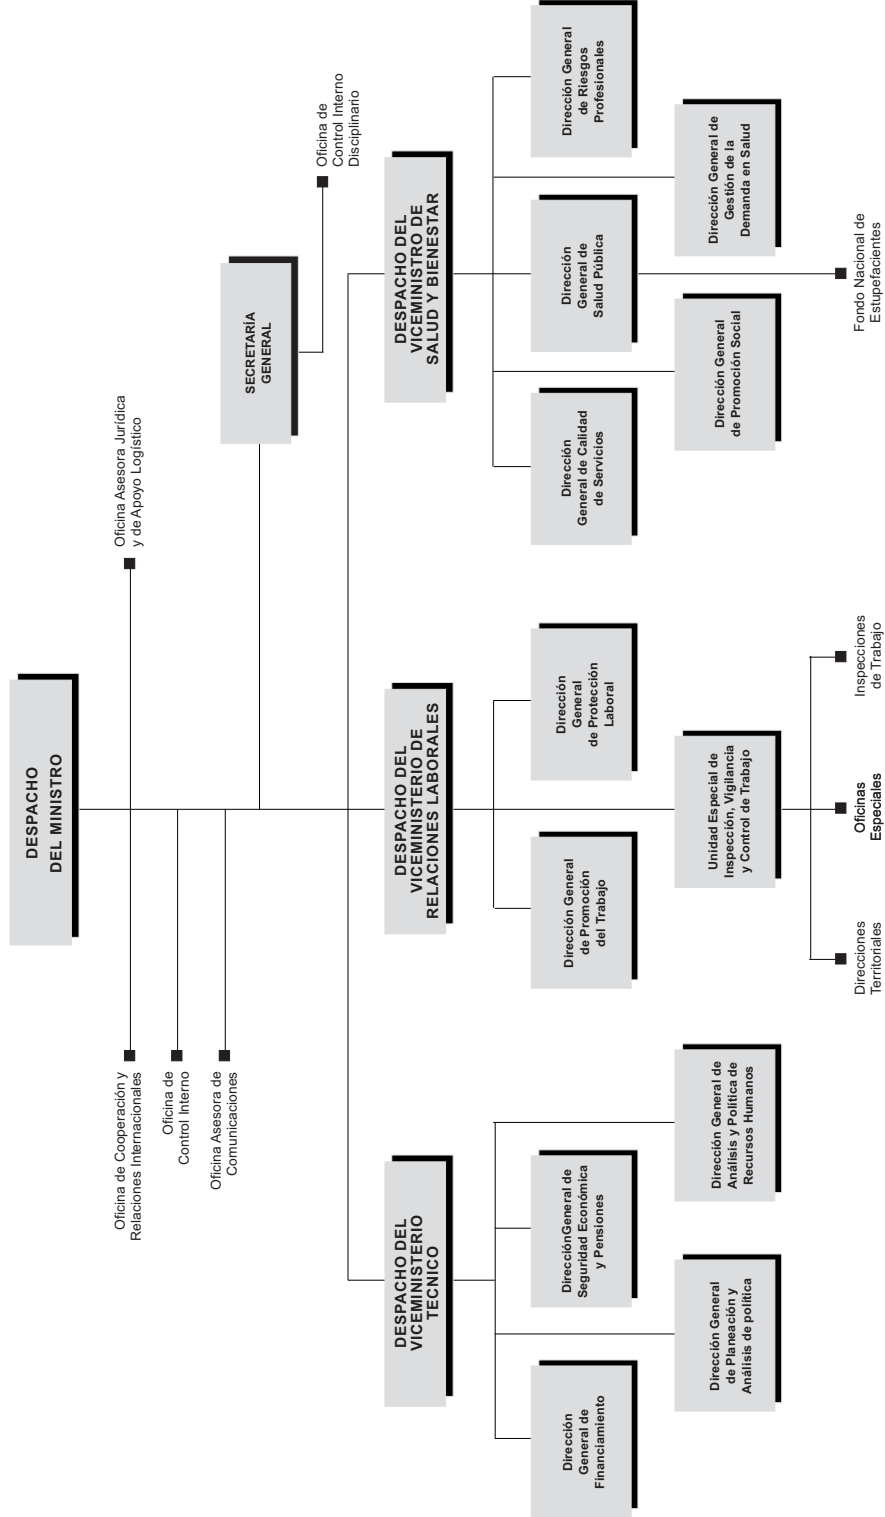 DESPACHO
DEL MINISTRO
Oficina de Cooperación y
Relaciones Internacionales
Oficina Asesora Jurídica
y de Apoyo Logístico
Oficina de
Control Interno
Oficina Asesora de
Comunicaciones
SECRETARÍA
GENERAL
Oficina de
Control Interno
Disciplinario
DESPACHO DEL
VICEMINISTERIO
TECNICO
DESPACHO DEL
VICEMINISTERIO DE
RELACIONES LABORALES
DESPACHO DEL
VICEMINISTRO DE
SALUD Y BIENESTAR
Dirección
General de
Financiamiento
DirecciónGeneral de
Seguridad Económica
y Pensiones
Dirección General
de Promoción
del Trabajo
Dirección
General
de Protección
Laboral
Dirección
General de Calidad
de Servicios
Dirección
General de
Salud Pública
Dirección General
de Riesgos
Profesionales
Dirección General
de Planeación y
Análisis de política
Dirección General de
Análisis y Política de
Recursos Humanos
Unidad Especial de
Inspección, Vigilancia
y Control de Trabajo
Dirección General
de Promoción Social
Dirección General de
Gestión de la
Demanda en Salud
Direcciones
Territoriales
Oficinas
Especiales
Inspecciones
de Trabajo
Fondo Nacional de
Estupefacientes